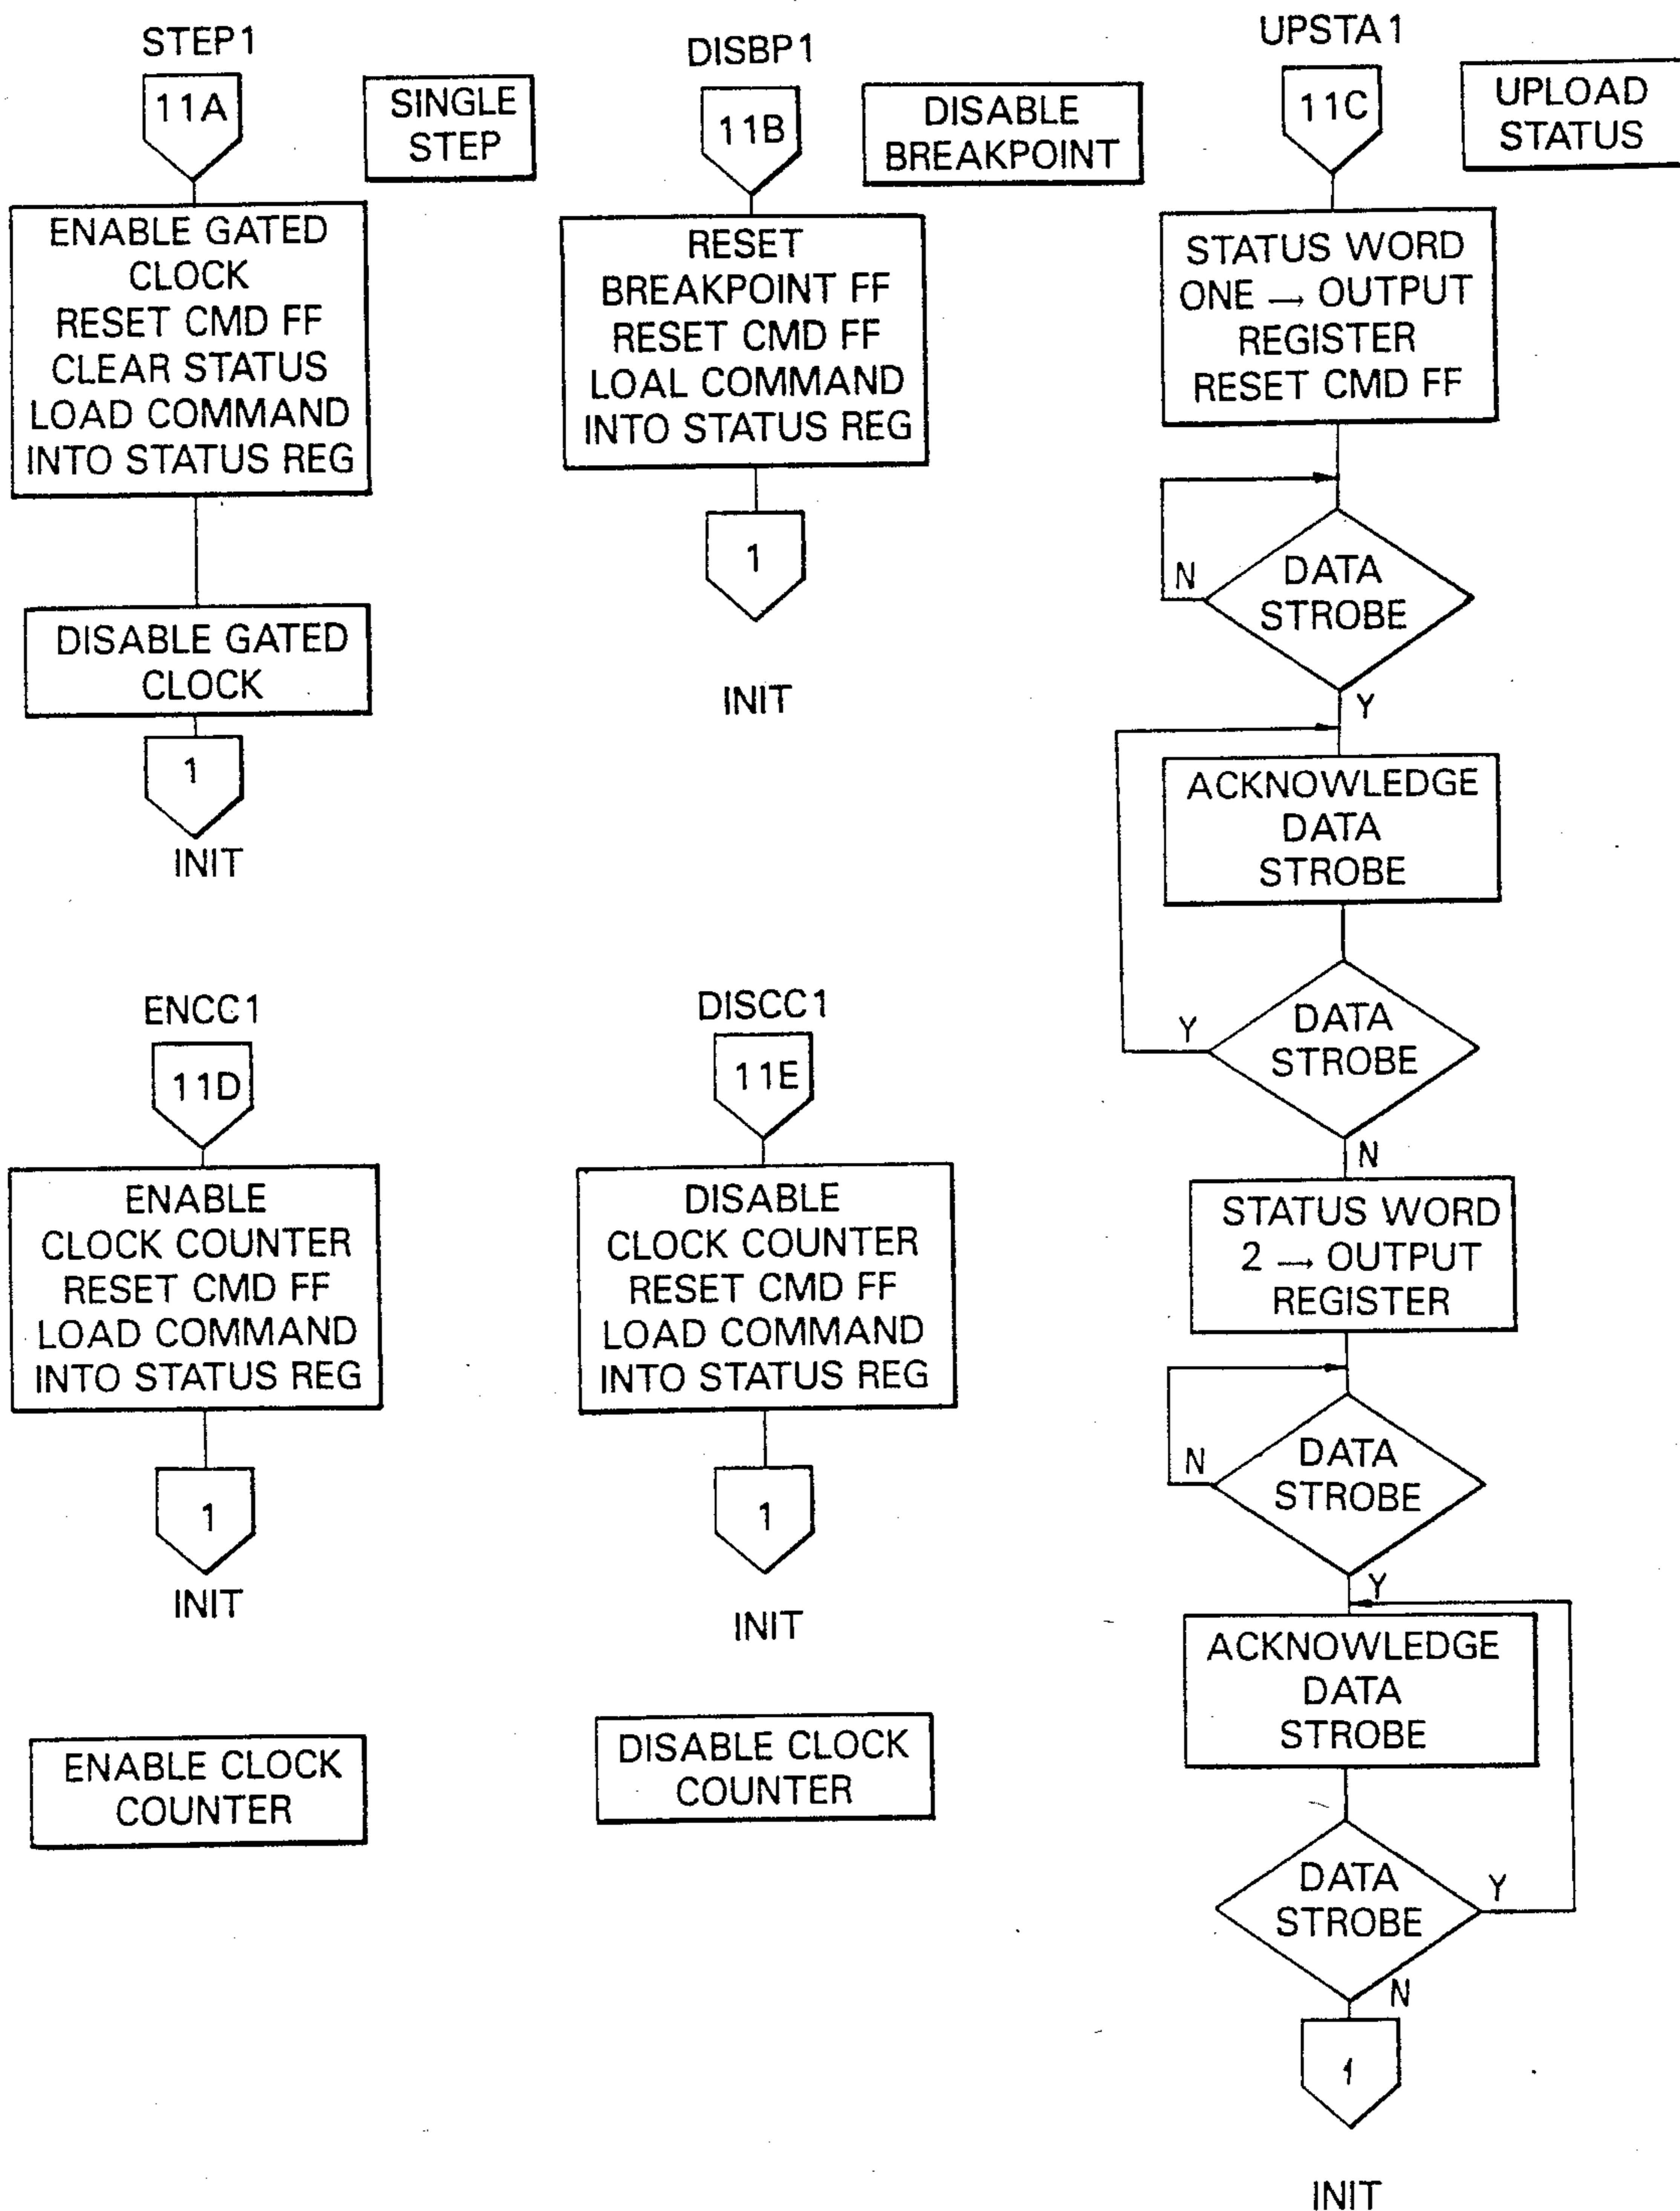 STEP1
11A
SINGLE
STEP
ENABLE GATED
CLOCK
RESET CMD FF
CLEAR STATUS
LOAD COMMAND
INTO STATUS REG
DISABLE GATED
CLOCK
1
INIT
DISBP1
11B
DISABLE
BREAKPOINT
RESET
BREAKPOINT FF
RESET CMD FF
LOAL COMMAND
INTO STATUS REG
1
INIT
UPSTA1
11C
UPLOAD
STATUS
STATUS WORD
ONE → OUTPUT
REGISTER
RESET CMD FF
DATA
STROBE
N
Y
ACKNOWLEDGE
DATA
STROBE
DATA
STROBE
Y
N
STATUS WORD
2 → OUTPUT
REGISTER
DATA
STROBE
N
Y
ACKNOWLEDGE
DATA
STROBE
DATA
STROBE
Y
N
1
INIT
ENCC1
11D
ENABLE
CLOCK COUNTER
RESET CMD FF
LOAD COMMAND
INTO STATUS REG
1
INIT
ENABLE CLOCK
COUNTER
DISCC1
11E
DISABLE
CLOCK COUNTER
RESET CMD FF
LOAD COMMAND
INTO STATUS REG
1
INIT
DISABLE CLOCK
COUNTER